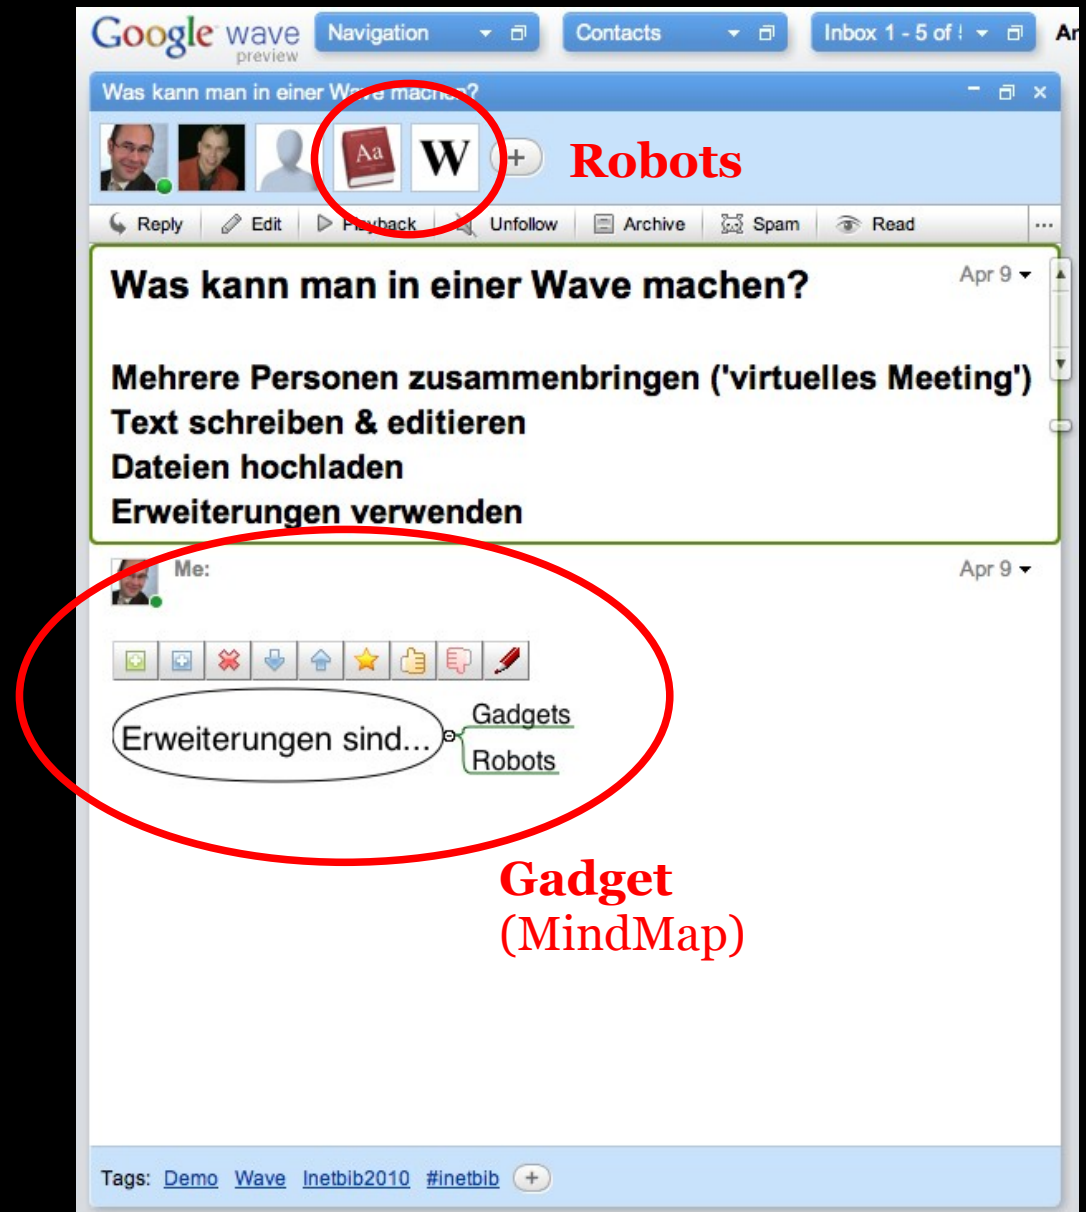 Google wave
preview
Navigation
Contacts
Inbox 1 - 5 of
Was kann man in einer Wave machen?
Aa
W
Robots
Reply Edit Playback Unfollow Archive Spam Read ...
Was kann man in einer Wave machen? Apr 9
Mehrere Personen zusammenbringen ('virtuelles Meeting')
Text schreiben & editieren
Dateien hochladen
Erweiterungen verwenden
Me: Apr 9
Erweiterungen sind...
Gadgets
Robots
Gadget
(MindMap)
Tags: Demo Wave Inetbib2010 #inetbib